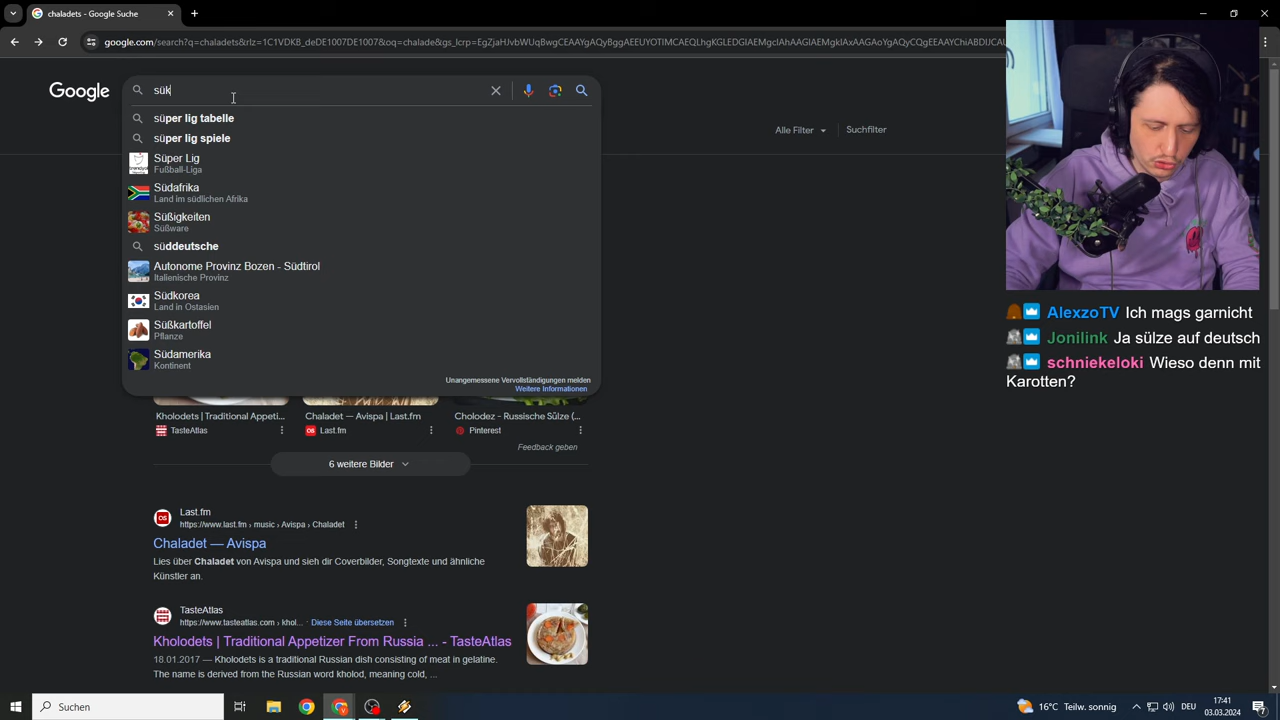 chaladets - Google Suche
google.com/search?q=chaladets&rlz=1C1VDKB_deDE1007DE1007&oq=chalade&gs_lcrp=
Google
sük
Alle Filter
Suchfilter
süper lig tabelle
süper lig spiele
Süper Lig
Fußball-Liga
Südafrika
Land im südlichen Afrika
Süßigkeiten
Süßware
süddeutsche
Autonome Provinz Bozen - Südtirol
Italienische Provinz
Südkorea
Land in Ostasien
Süßkartoffel
Pflanze
Südamerika
Kontinent
Unangemessene Vervollständigungen melden
Weitere Informationen
Kholodets | Traditional Appeti...
TasteAtlas
Chaladet — Avispa | Last.fm
Last.fm
Cholodez - Russische Sülze (...
Pinterest
Feedback geben
6 weitere Bilder
Last.fm
https://www.last.fm › music › Avispa › Chaladet
Chaladet — Avispa
Lies über Chaladet von Avispa und sieh dir Coverbilder, Songtexte und ähnliche
Künstler an.
TasteAtlas
https://www.tasteatlas.com › khol... · Diese Seite übersetzen
Kholodets | Traditional Appetizer From Russia ... - TasteAtlas
18.01.2017 — Kholodets is a traditional Russian dish consisting of meat in gelatine.
The name is derived from the Russian word kholod, meaning cold, ...
AlexzoTV Ich mags garnicht
Jonilink Ja sülze auf deutsch
schniekeloki Wieso denn mit
Karotten?
Suchen
16°C Teilw. sonnig
DEU
17:41
03.03.2024